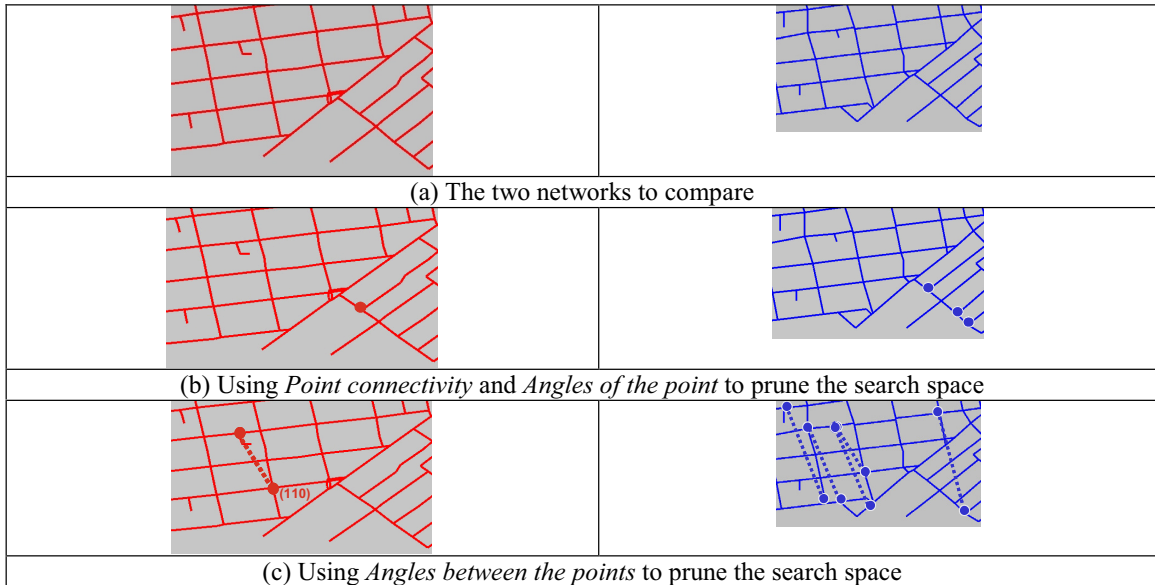 (a) The two networks to compare
(b) Using Point connectivity and Angles of the point to prune the search space
(110)
(c) Using Angles between the points to prune the search space